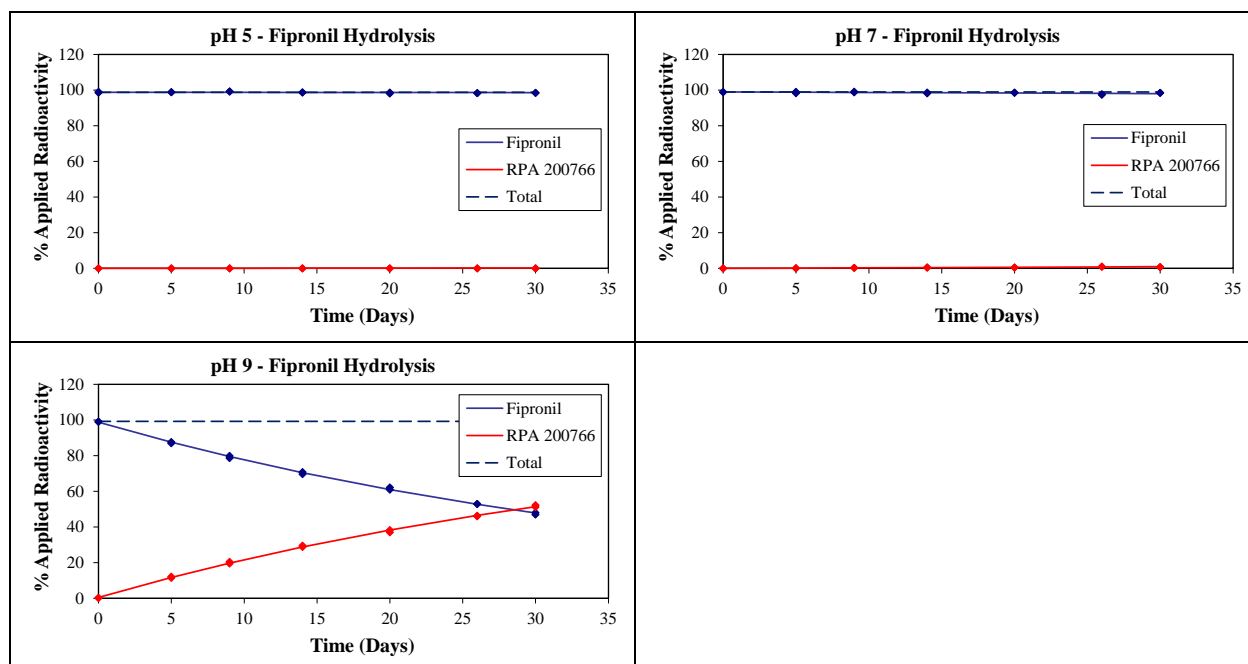 pH 5 - Fipronil Hydrolysis
% Applied Radioactivity
120
100
80
60
40
20
0
Fipronil
RPA 200766
Total
0 5 10 15 20 25 30 35
Time (Days)
pH 7 - Fipronil Hydrolysis
% Applied Radioactivity
120
100
80
60
40
20
0
Fipronil
RPA 200766
Total
0 5 10 15 20 25 30 35
Time (Days)
pH 9 - Fipronil Hydrolysis
% Applied Radioactivity
120
100
80
60
40
20
0
Fipronil
RPA 200766
Total
0 5 10 15 20 25 30 35
Time (Days)